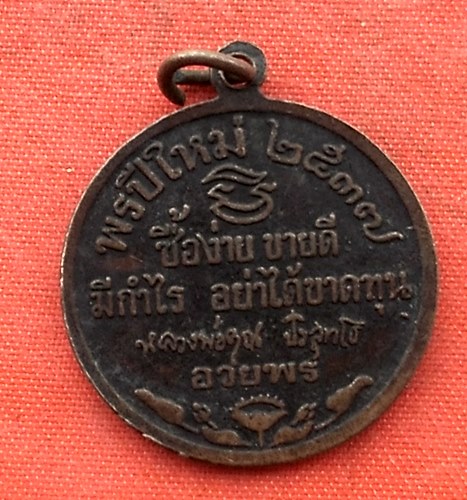 พรปีใหม่ ๒๕๓๗
ซื้อง่าย ขายดี
มีกำไร อย่าได้ขาดทุน
หลวงพ่อคูณ ปริสุทโธ
อวยพร